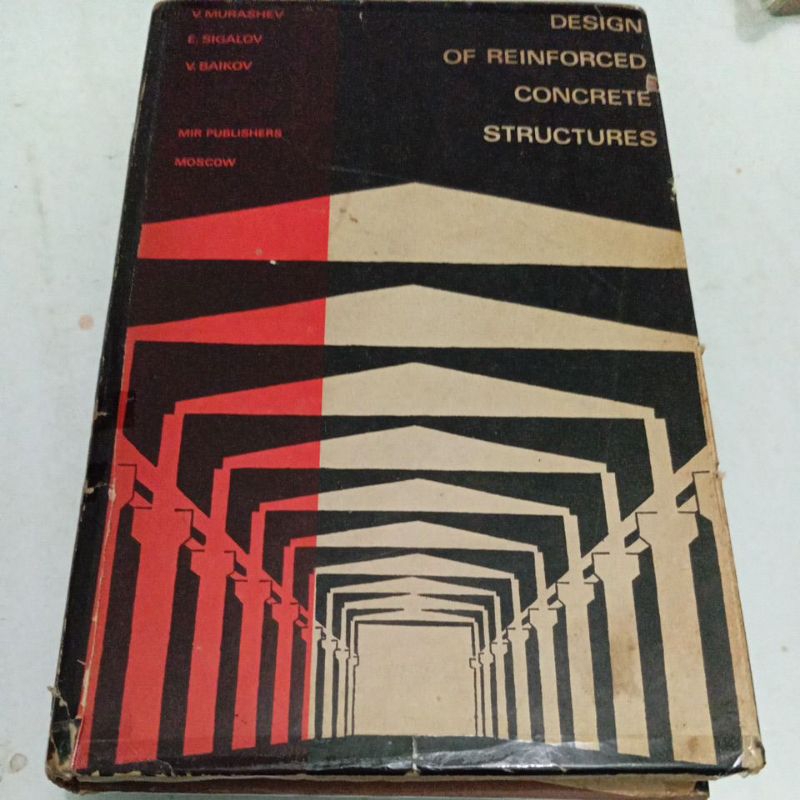 V. MURASHEV
E. SIGALOV
V. BAIKOV
MIR PUBLISHERS
MOSCOW
DESIGN
OF REINFORCED
CONCRETE
STRUCTURES